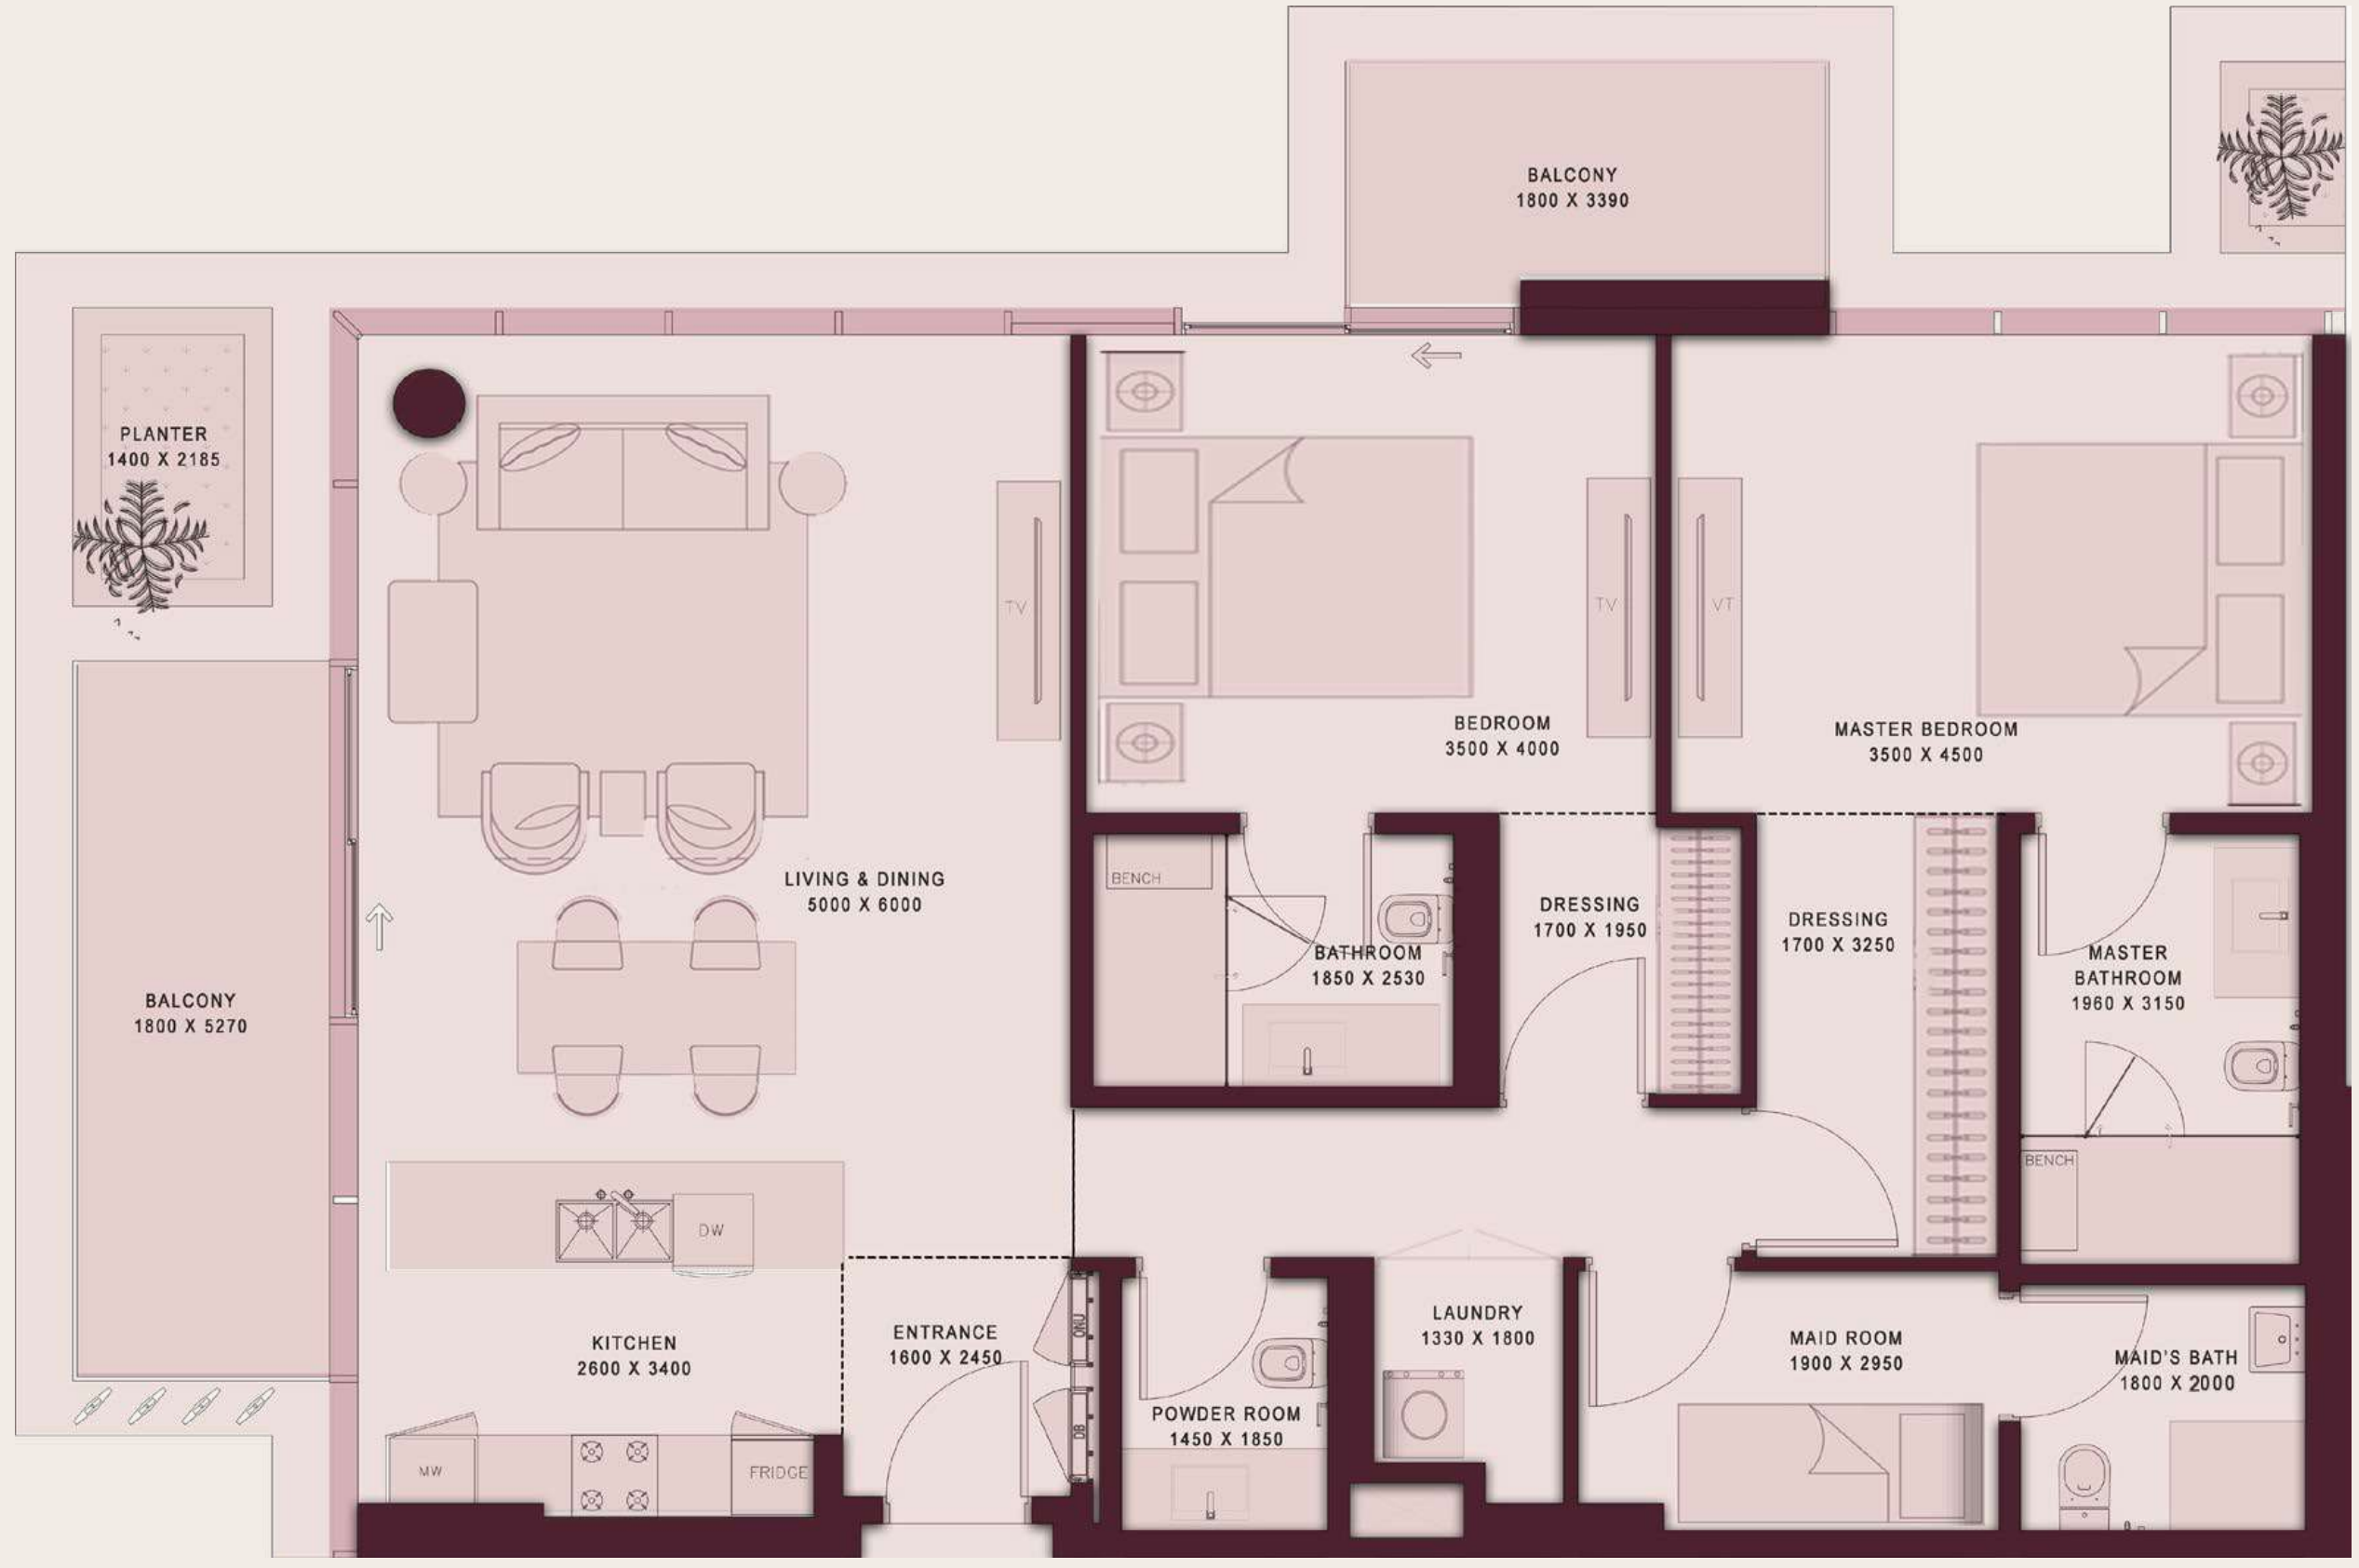 BALCONY
1800 X 3390
PLANTER
1400 X 2185
TV
TV
VT
BEDROOM
3500 X 4000
MASTER BEDROOM
3500 X 4500
LIVING & DINING
5000 X 6000
BENCH
BATHROOM
1850 X 2530
DRESSING
1700 X 1950
DRESSING
1700 X 3250
MASTER
BATHROOM
1960 X 3150
BALCONY
1800 X 5270
BENCH
DW
KITCHEN
2600 X 3400
ENTRANCE
1600 X 2450
ONU
DB
LAUNDRY
1330 X 1800
MAID ROOM
1900 X 2950
MAID'S BATH
1800 X 2000
POWDER ROOM
1450 X 1850
MW
FRIDGE